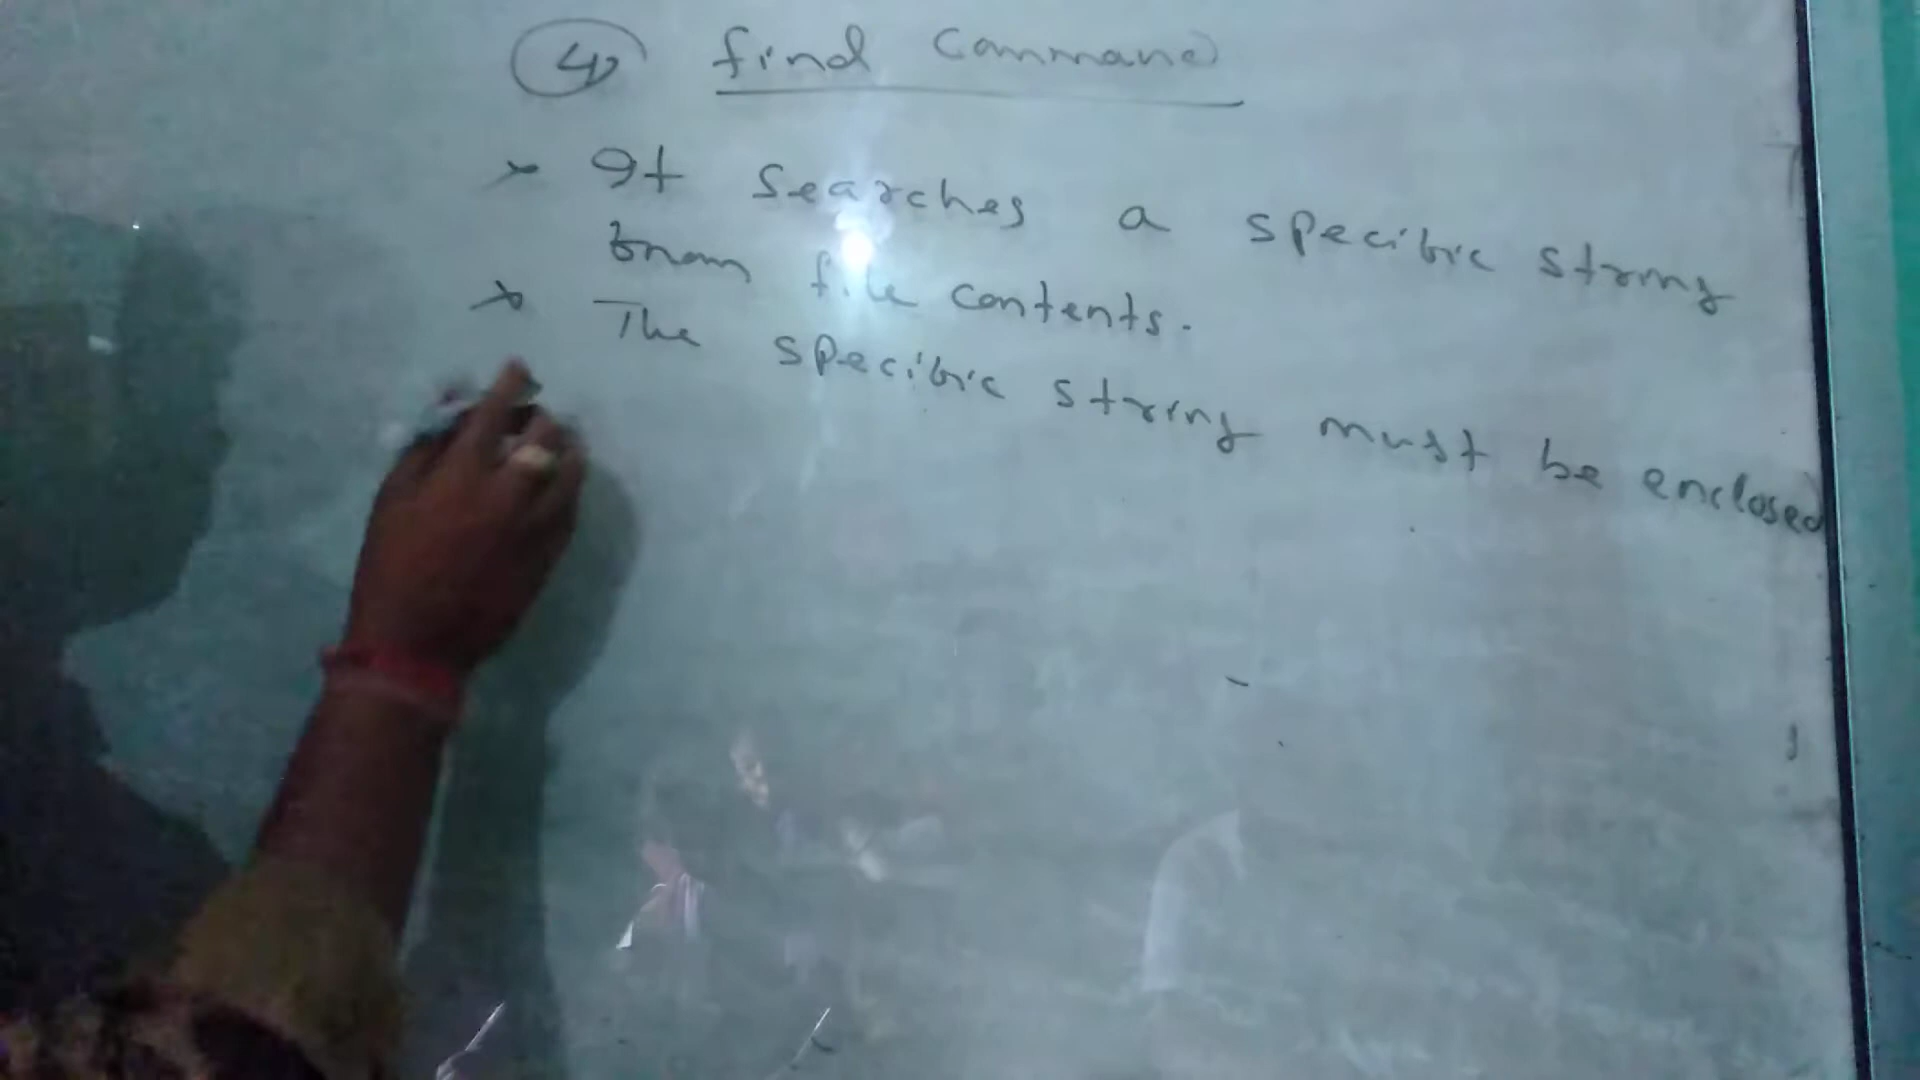 4) find Command
* It searches a specific string
from file contents.
* The specific string must be enclosed